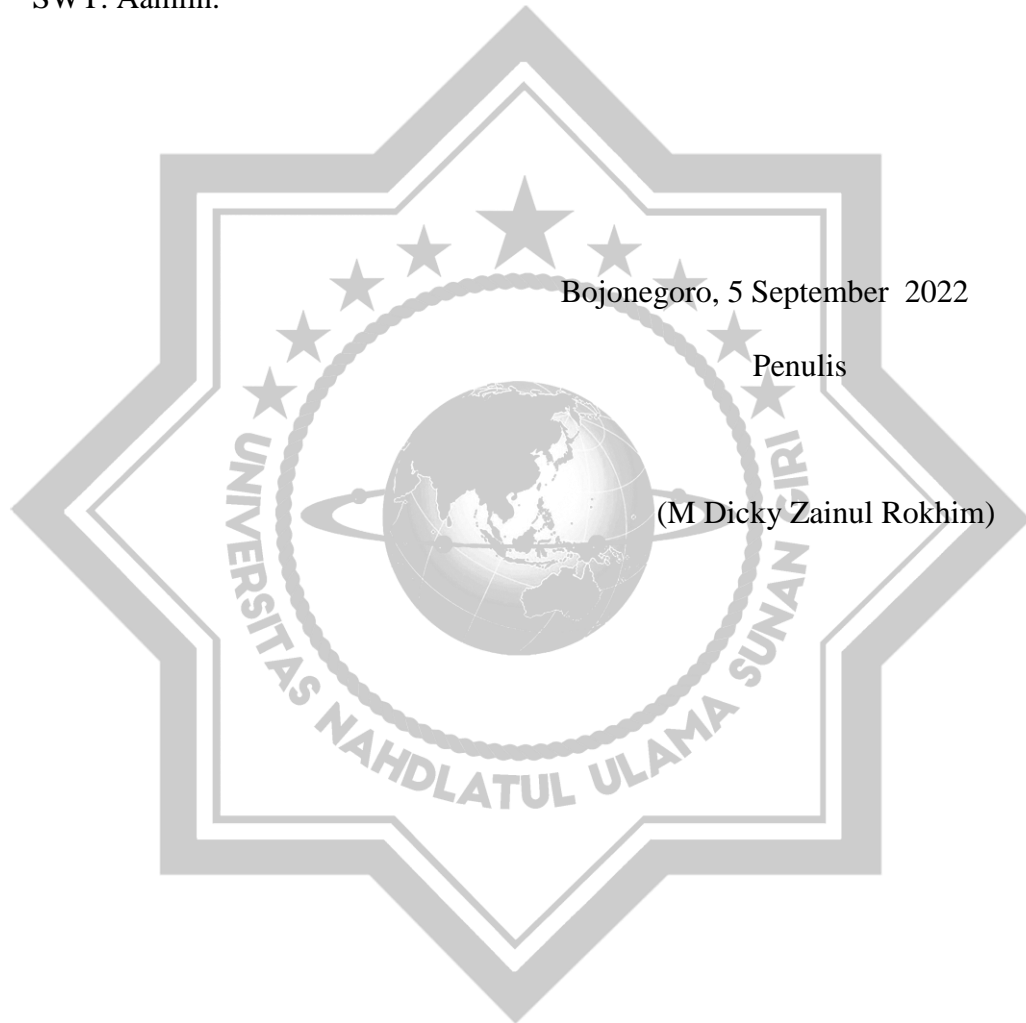 SWT. Aamiin.
Bojonegoro, 5 September 2022
Penulis
(M Dicky Zainul Rokhim)
UNIVERSITAS NAHDLATUL ULAMA SUNAN GIRI